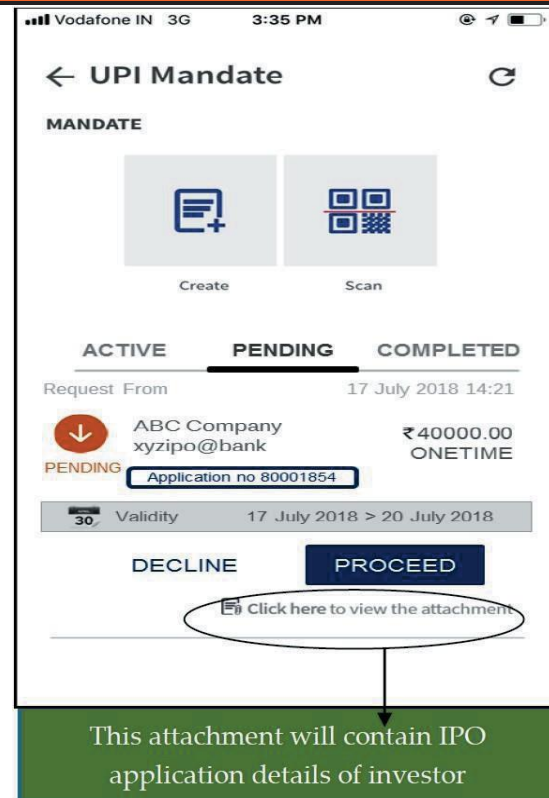 Vodafone IN 3G 3:35 PM
← UPI Mandate
MANDATE
Create Scan
ACTIVE PENDING COMPLETED
Request From 17 July 2018 14:21
ABC Company
xyzipo@bank
₹40000.00
ONETIME
PENDING
Application no 80001854
30 Validity 17 July 2018 > 20 July 2018
DECLINE PROCEED
Click here to view the attachment
This attachment will contain IPO
application details of investor